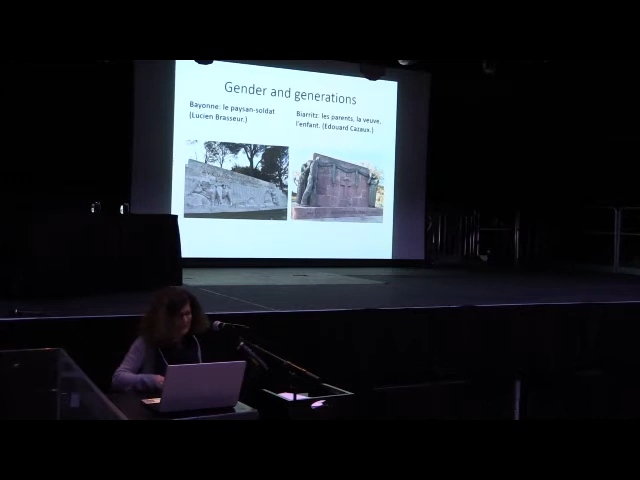 Gender and generations
Bayonne: le paysan-soldat
(Lucien Brasseur.)
Biarritz: les parents, la veuve,
l'enfant. (Edouard Cazaux.)